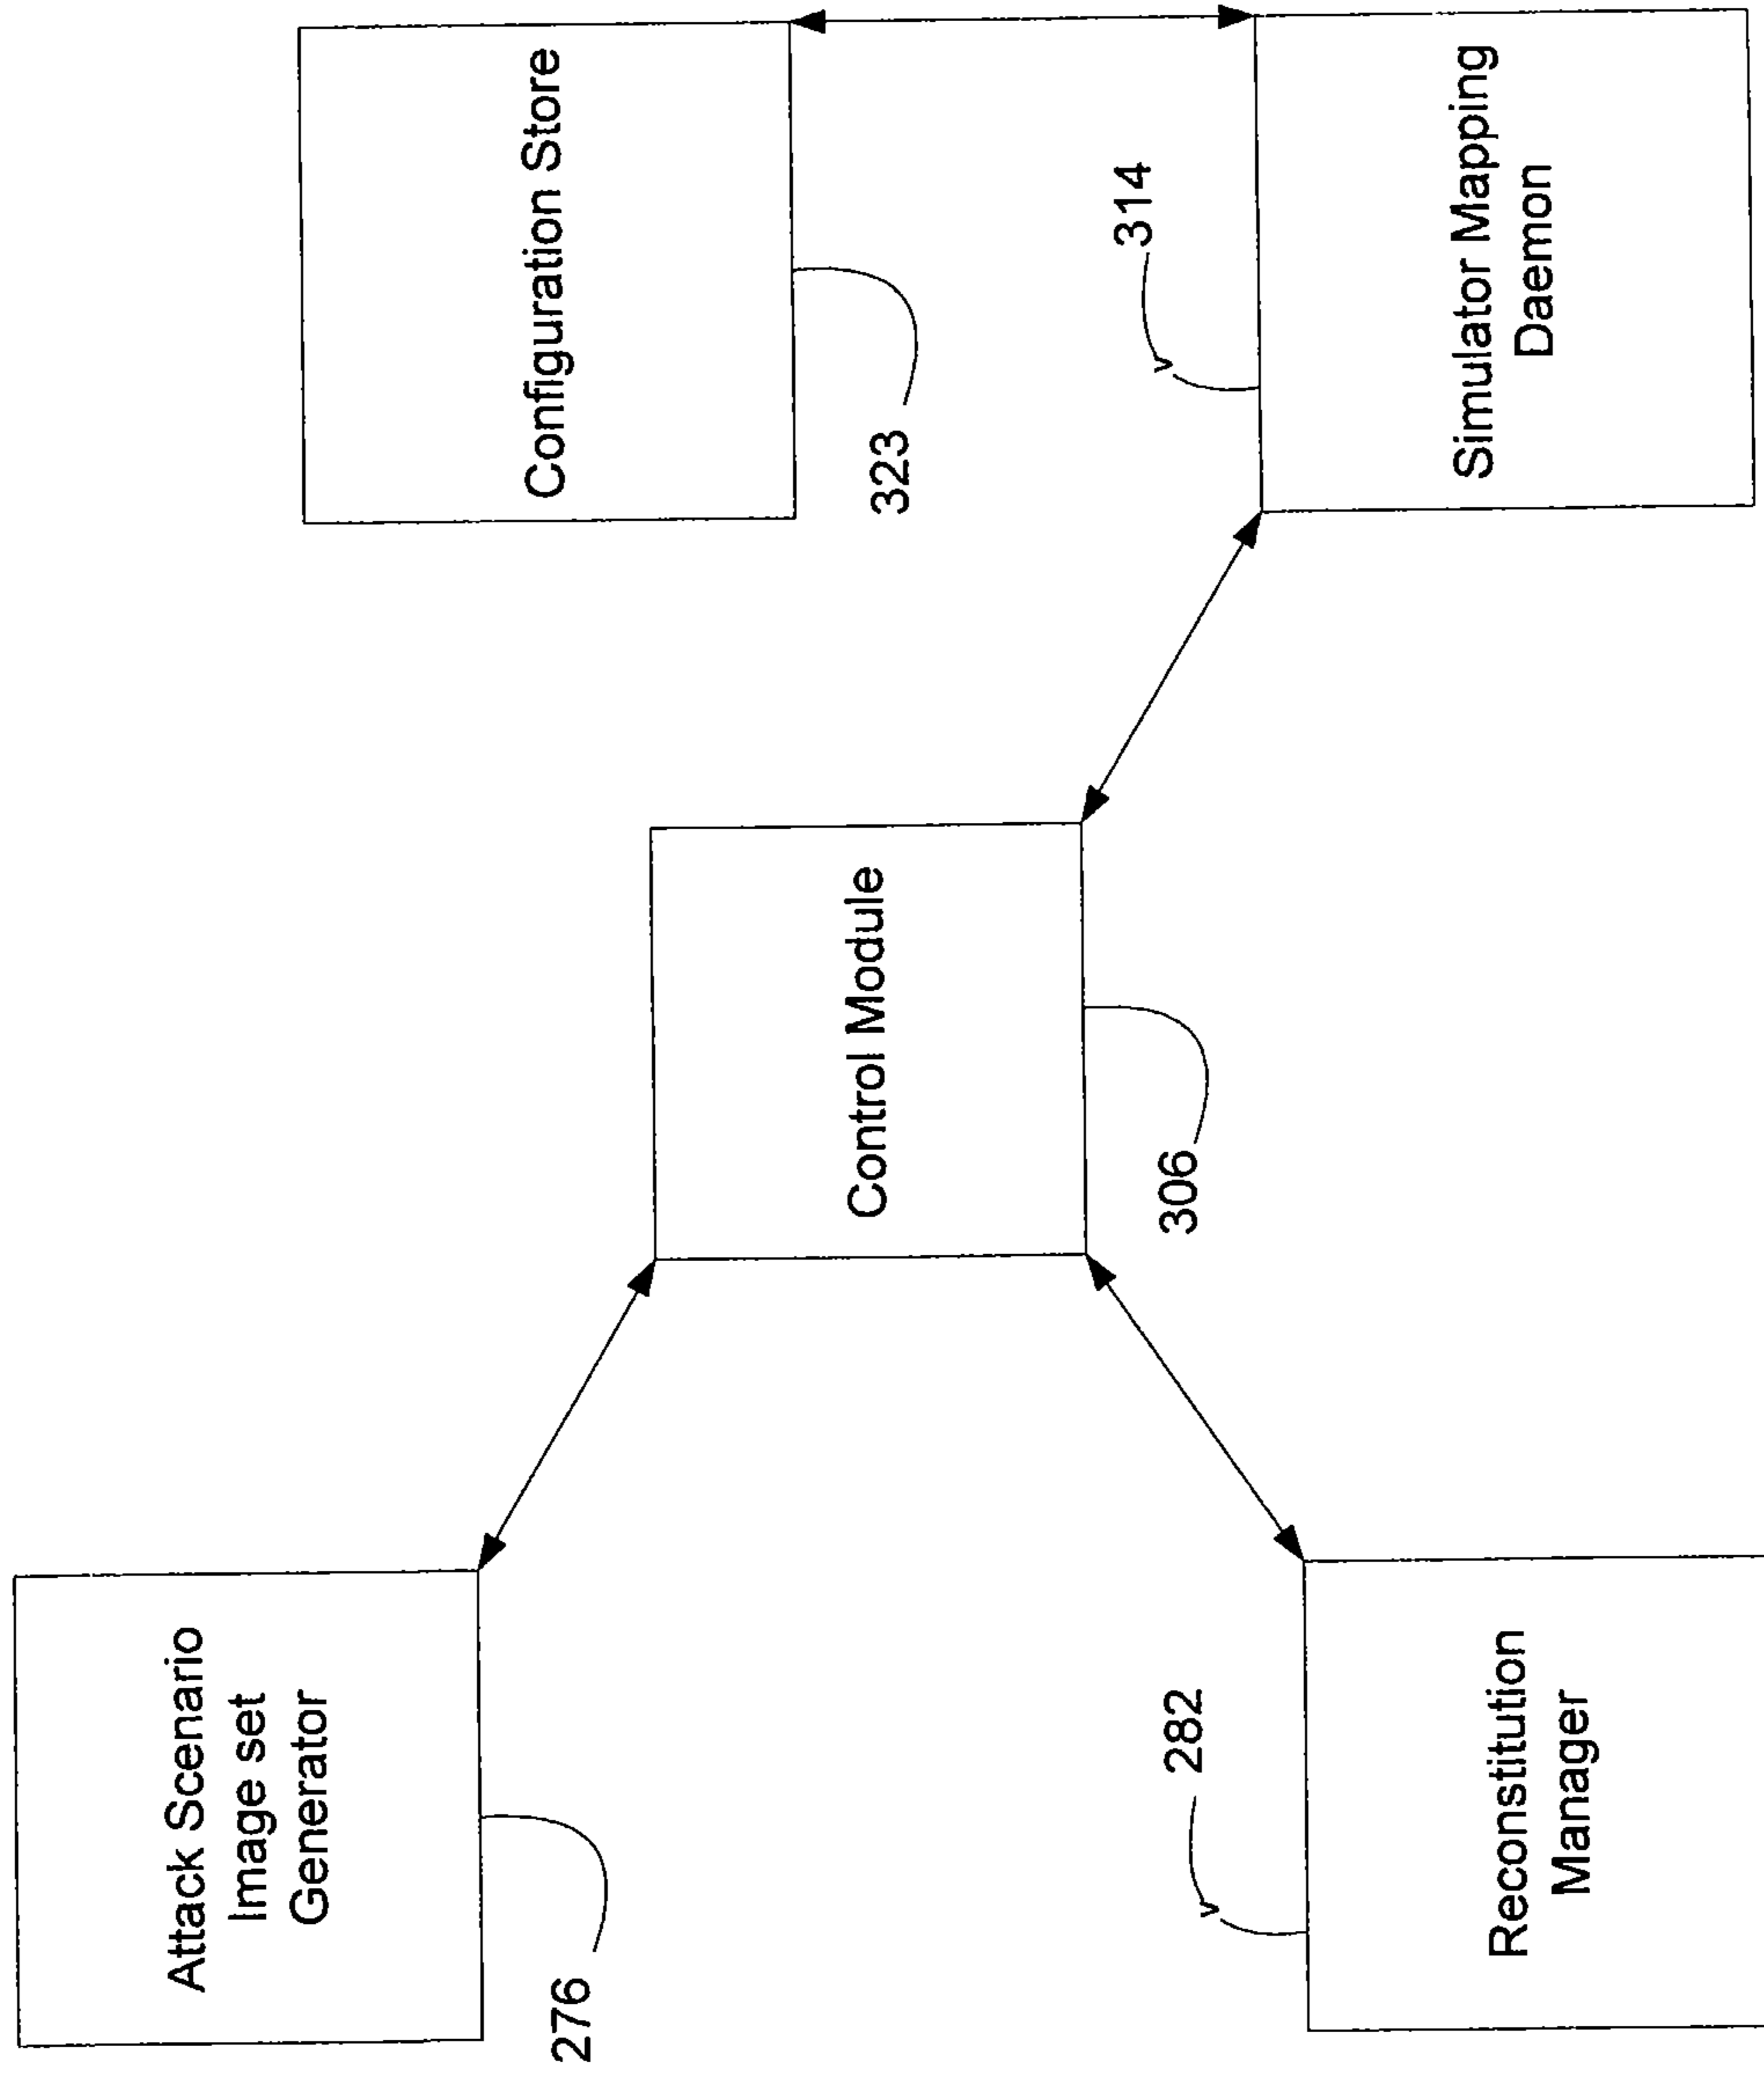 Attack Scenario
Image set
Generator
276
Configuration Store
323
Control Module
306
282
Reconstitution
Manager
314
Simulator Mapping
Daemon